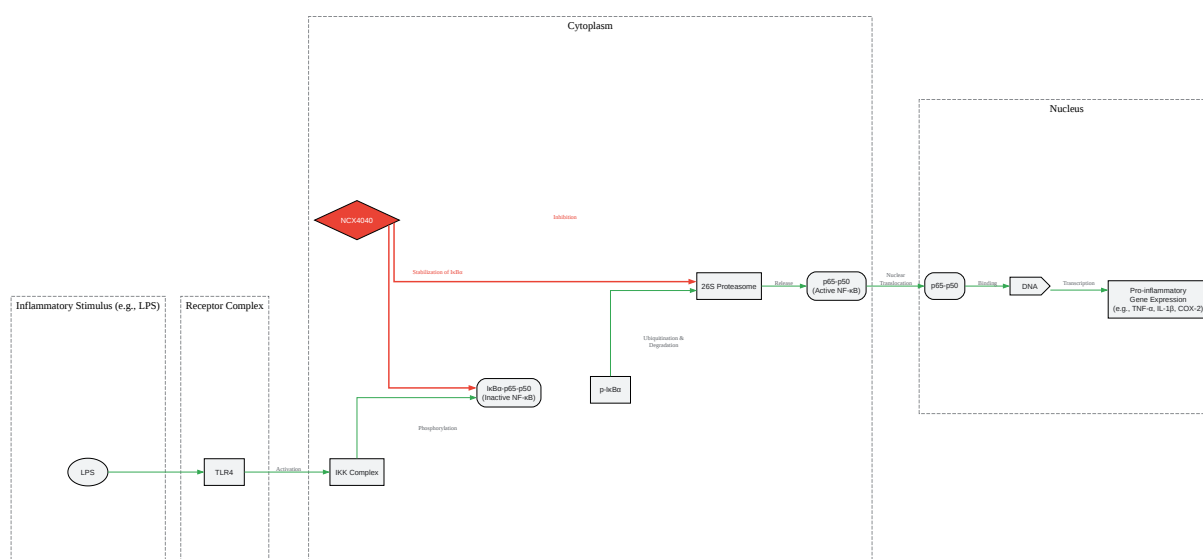 Cytoplasm
Nucleus
NCX4040
Inhibition
Stabilization of IκBα
26S Proteasome
Release
p65-p50
(Active NF-κB)
Nuclear
Translocation
p65-p50
Binding
DNA
Transcription
Pro-inflammatory
Gene Expression
(e.g., TNF-α, IL-1β, COX-2)
Inflammatory Stimulus (e.g., LPS)
Receptor Complex
Ubiquitination &
Degradation
IκBα-p65-p50
(Inactive NF-κB)
p-IκBα
Phosphorylation
LPS
TLR4
Activation
IKK Complex